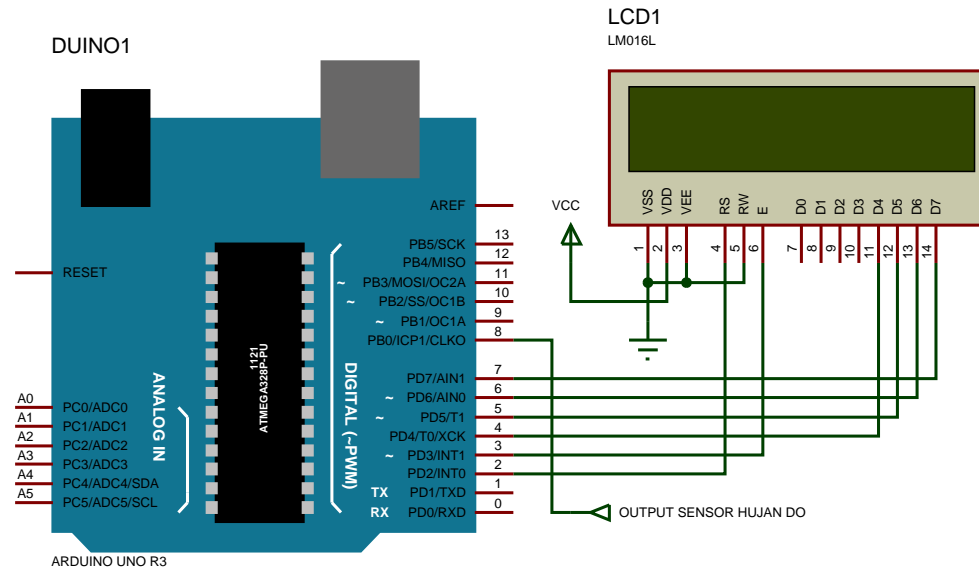 DUINO1
LCD1
LM016L
VSS
VDD
VEE
RS
RW
E
D0
D1
D2
D3
D4
D5
D6
D7
1
2
3
4
5
6
7
8
9
10
11
12
13
14
VCC
AREF
PB5/SCK 13
PB4/MISO 12
~ PB3/MOSI/OC2A 11
~ PB2/SS/OC1B 10
~ PB1/OC1A 9
PB0/ICP1/CLKO 8
PD7/AIN1 7
~ PD6/AIN0 6
~ PD5/T1 5
PD4/T0/XCK 4
~ PD3/INT1 3
PD2/INT0 2
TX PD1/TXD 1
RX PD0/RXD 0
RESET
1121
ATMEGA328P-PU
DIGITAL (~PWM)
ANALOG IN
A0 PC0/ADC0
A1 PC1/ADC1
A2 PC2/ADC2
A3 PC3/ADC3
A4 PC4/ADC4/SDA
A5 PC5/ADC5/SCL
OUTPUT SENSOR HUJAN DO
ARDUINO UNO R3